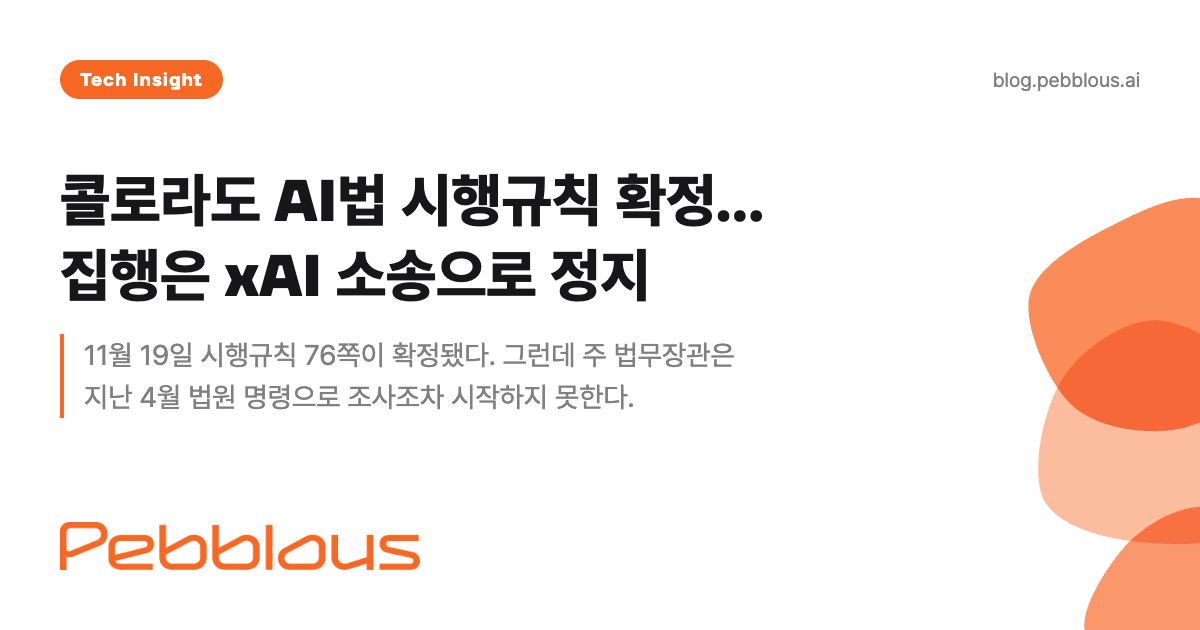 Tech Insight
blog.pebblous.ai
콜로라도 AI법 시행규칙 확정...
집행은 xAI 소송으로 정지
11월 19일 시행규칙 76쪽이 확정됐다. 그런데 주 법무장관은
지난 4월 법원 명령으로 조사조차 시작하지 못한다.
Pebblous